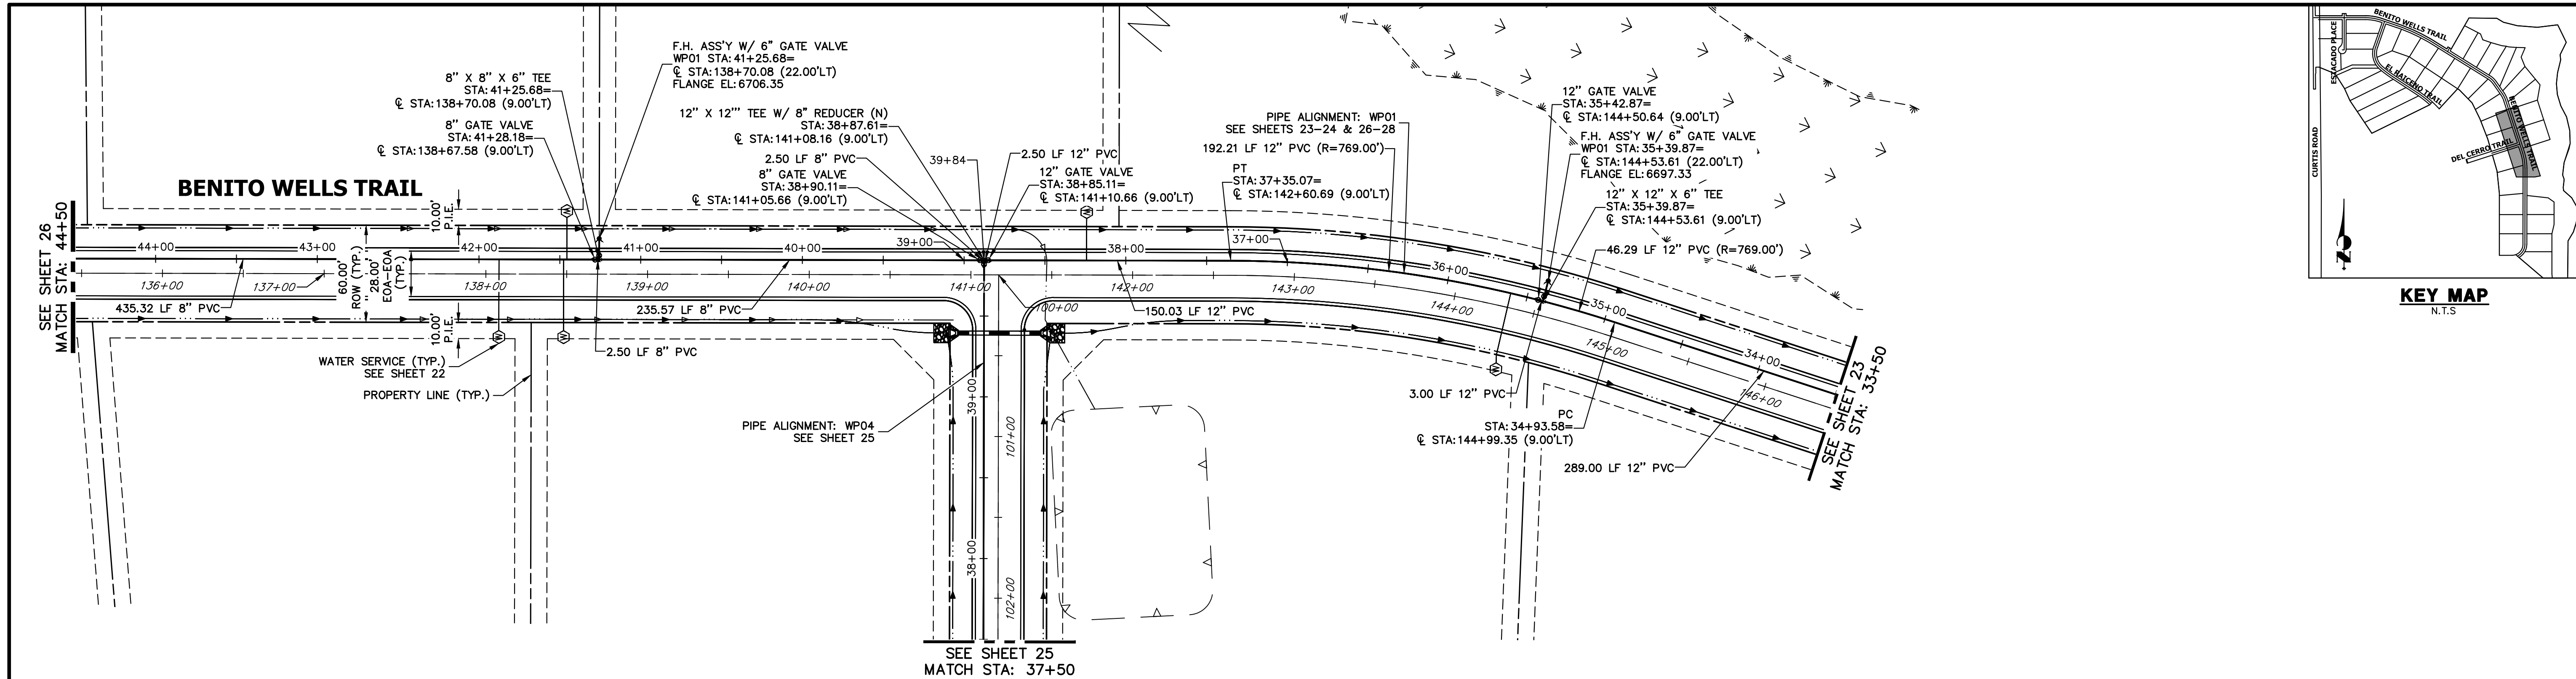 BENITO WELLS TRAIL
SEE SHEET 26
MATCH STA: 44+50
8" X 8" X 6" TEE
STA:41+25.68=
℄ STA:138+70.08 (9.00'LT)
8" GATE VALVE
STA:41+28.18=
℄ STA:138+67.58 (9.00'LT)
F.H. ASS'Y W/ 6" GATE VALVE
WP01 STA:41+25.68=
℄ STA:138+70.08 (22.00'LT)
FLANGE EL:6706.35
12" X 12"' TEE W/ 8" REDUCER (N)
STA:38+87.61=
℄ STA:141+08.16 (9.00'LT)
2.50 LF 8" PVC
8" GATE VALVE
STA:38+90.11=
℄ STA:141+05.66 (9.00'LT)
39+84
2.50 LF 12" PVC
12" GATE VALVE
STA:38+85.11=
℄ STA:141+10.66 (9.00'LT)
PIPE ALIGNMENT: WP01
SEE SHEETS 23-24 & 26-28
192.21 LF 12" PVC (R=769.00')
PT
STA:37+35.07=
℄ STA:142+60.69 (9.00'LT)
12" GATE VALVE
STA:35+42.87=
℄ STA:144+50.64 (9.00'LT)
F.H. ASS'Y W/ 6" GATE VALVE
WP01 STA:35+39.87=
℄ STA:144+53.61 (22.00'LT)
FLANGE EL:6697.33
12" X 12" X 6" TEE
STA:35+39.87=
℄ STA:144+53.61 (9.00'LT)
46.29 LF 12" PVC (R=769.00')
10.00'
P.I.E.
44+00
43+00
42+00
41+00
40+00
39+00
38+00
37+00
36+00
35+00
34+00
60.00'
ROW (TYP.)
28.00'
EOA-EOA
(TYP.)
136+00
137+00
138+00
139+00
140+00
141+00
142+00
143+00
144+00
145+00
146+00
100+00
435.32 LF 8" PVC
235.57 LF 8" PVC
150.03 LF 12" PVC
10.00'
P.I.E.
W
W
W
W
W
2.50 LF 8" PVC
WATER SERVICE (TYP.)
SEE SHEET 22
PROPERTY LINE (TYP.)
PIPE ALIGNMENT: WP04
SEE SHEET 25
39+00
101+00
38+00
102+00
3.00 LF 12" PVC
PC
STA:34+93.58=
℄ STA:144+99.35 (9.00'LT)
289.00 LF 12" PVC
SEE SHEET 23
MATCH STA: 33+50
SEE SHEET 25
MATCH STA: 37+50
BENITO WELLS TRAIL
ESTACADO PLACE
EL RAICENO TRAIL
BENITO WELLS TRAIL
DEL CERRO TRAIL
CURTIS ROAD
N
KEY MAP
N.T.S